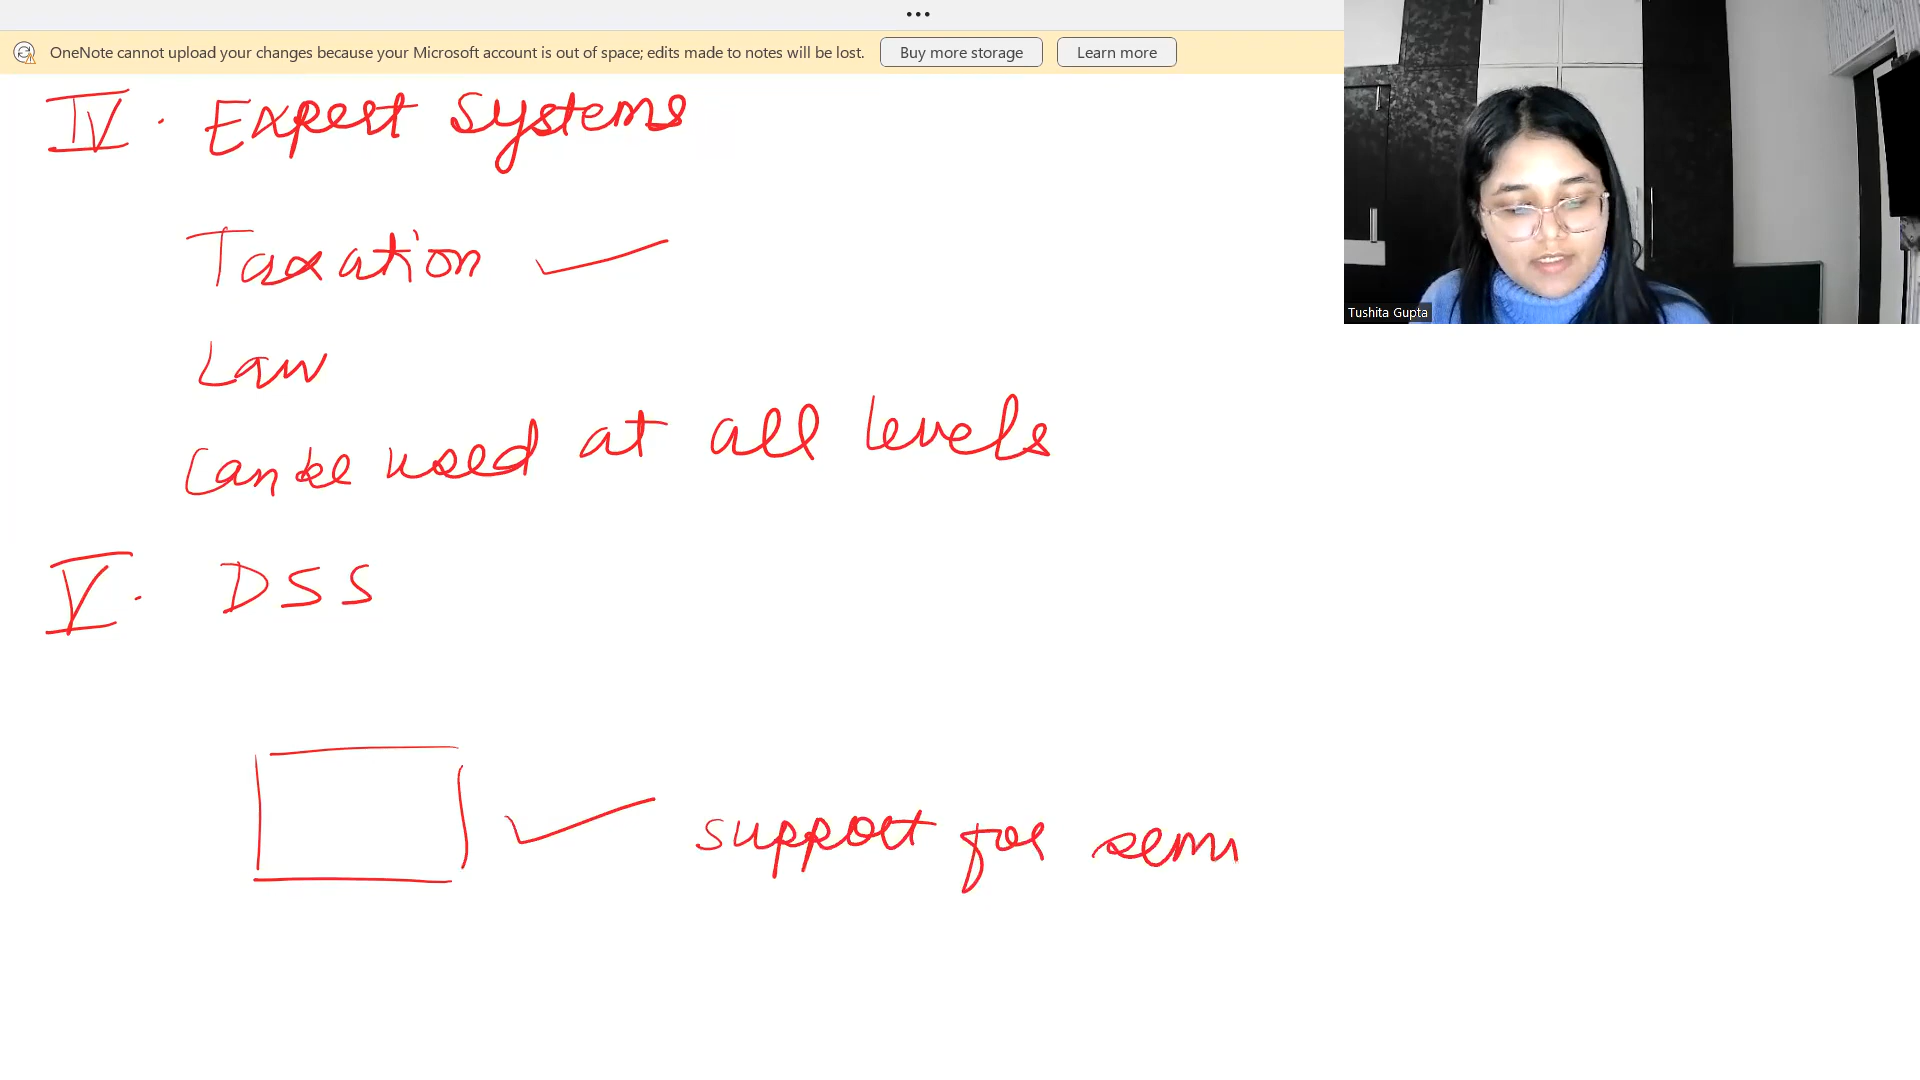 OneNote cannot upload your changes because your Microsoft account is out of space; edits made to notes will be lost. Buy more storage Learn more
IV. Expert Systems
Taxation
Law
Can be used at all levels
V. DSS
support for semi
Tushita Gupta